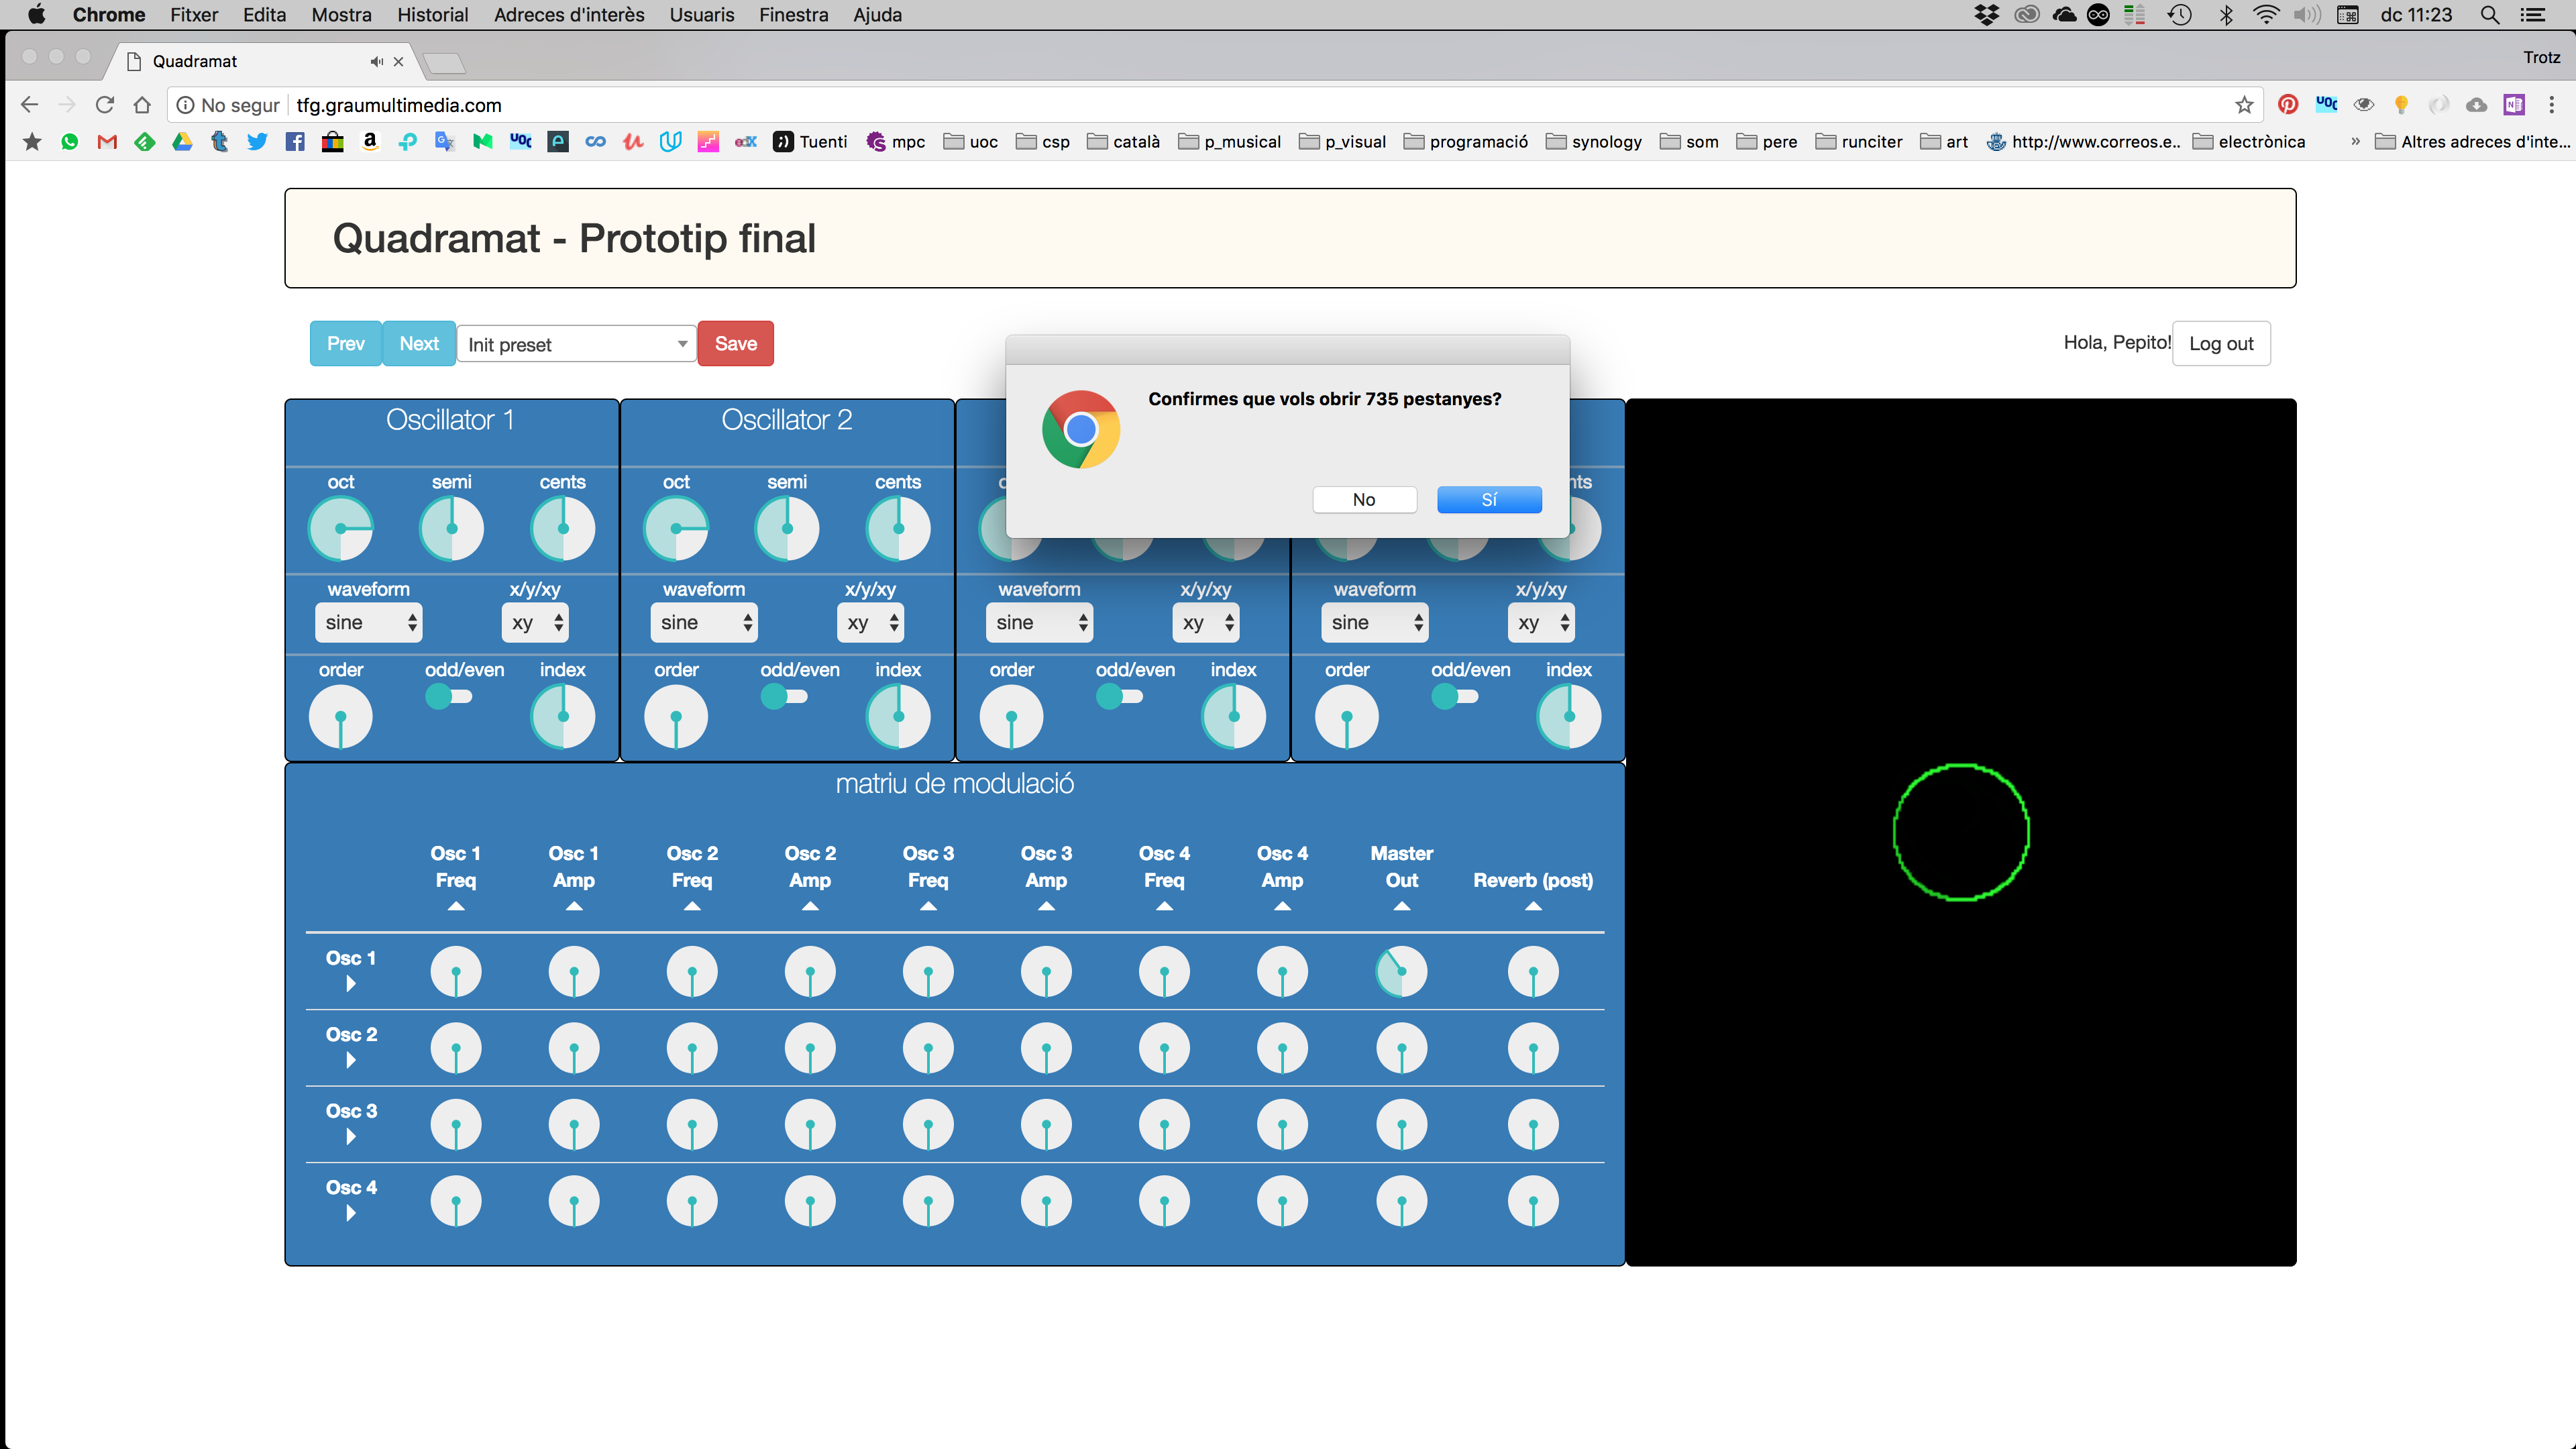 Chrome Fitxer Edita Mostra Historial Adreces d'interès Usuaris Finestra Ajuda dc 11:23
Quadramat Trotz
No segur tfg.graumultimedia.com
Tuenti mpc uoc csp català p_musical p_visual programació synology som pere runciter art http://www.correos.e.. electrònica » Altres adreces d'inte...
Quadramat - Prototip final
Prev Next Init preset Save Hola, Pepito! Log out
Confirmes que vols obrir 735 pestanyes?
No Sí
Oscillator 1 Oscillator 2
oct semi cents oct semi cents
waveform x/y/xy waveform x/y/xy waveform x/y/xy waveform x/y/xy
sine xy sine xy sine xy sine xy
order odd/even index order odd/even index order odd/even index order odd/even index
matriu de modulació
Osc 1 Osc 1 Osc 2 Osc 2 Osc 3 Osc 3 Osc 4 Osc 4 Master
Freq Amp Freq Amp Freq Amp Freq Amp Out Reverb (post)
Osc 1
Osc 2
Osc 3
Osc 4